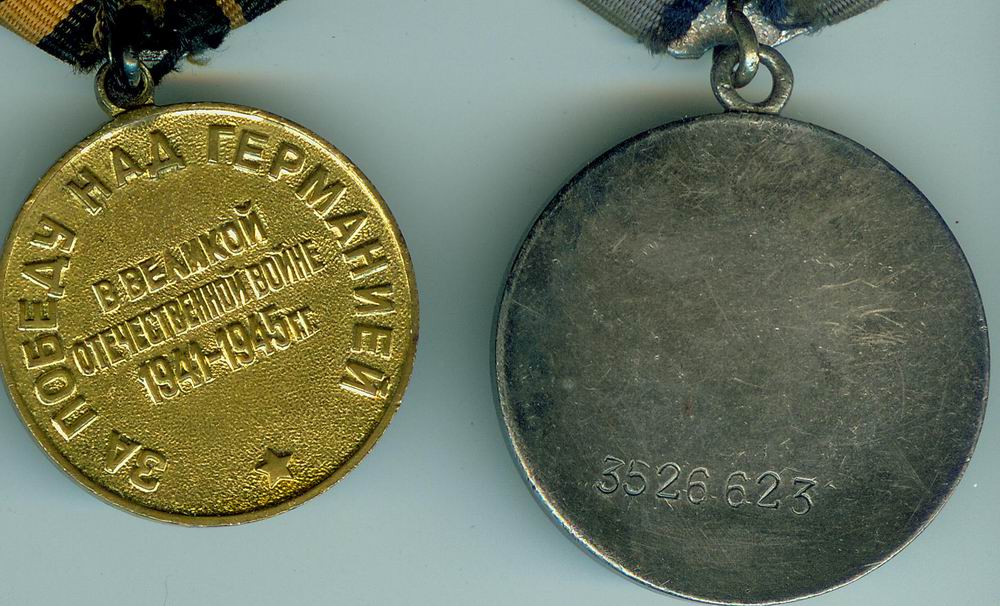 ЗА ПОБЕДУ НАД ГЕРМАНИЕЙ
В ВЕЛИКОЙ
ОТЕЧЕСТВЕННОЙ ВОЙНЕ
1941-1945 гг.
3526623